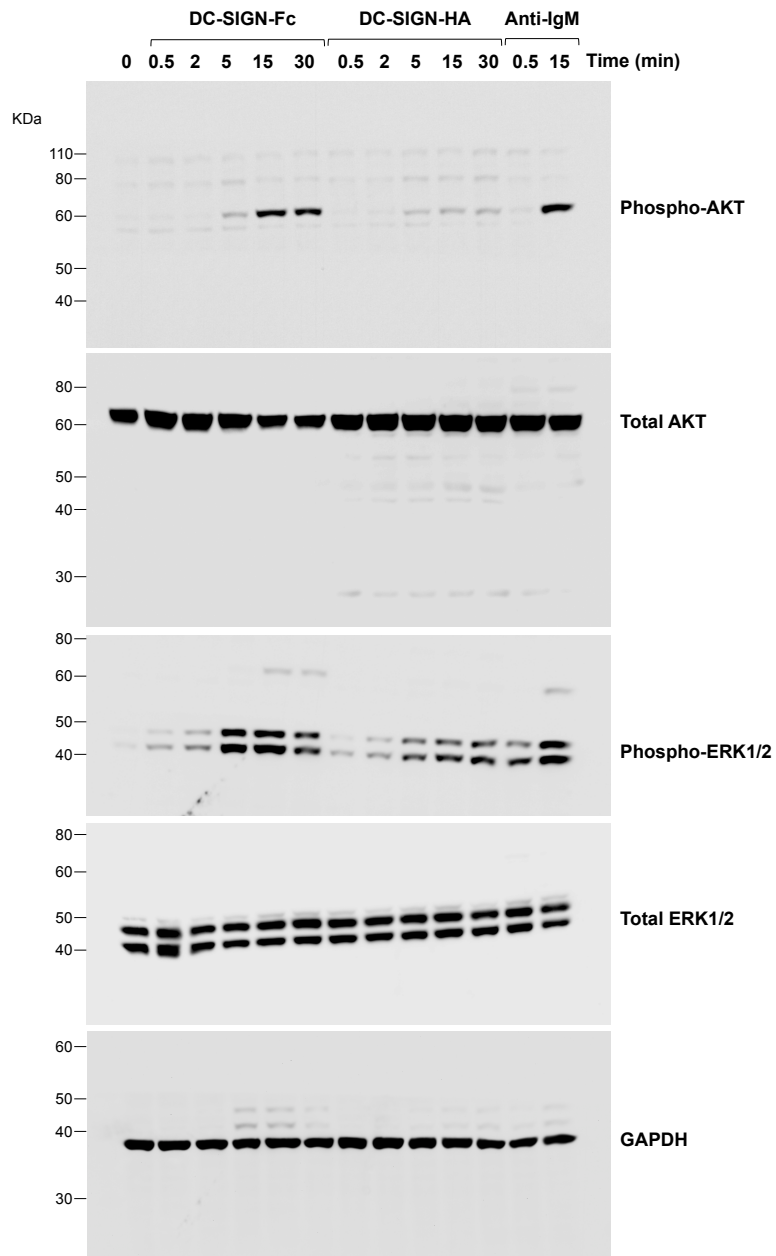 DC-SIGN-Fc DC-SIGN-HA Anti-IgM
0 0.5 2 5 15 30 0.5 2 5 15 30 0.5 15 Time (min)
KDa
110
80
60
50
40
Phospho-AKT
80
60
50
40
30
Total AKT
80
60
50
40
Phospho-ERK1/2
80
60
50
40
Total ERK1/2
60
50
40
30
GAPDH